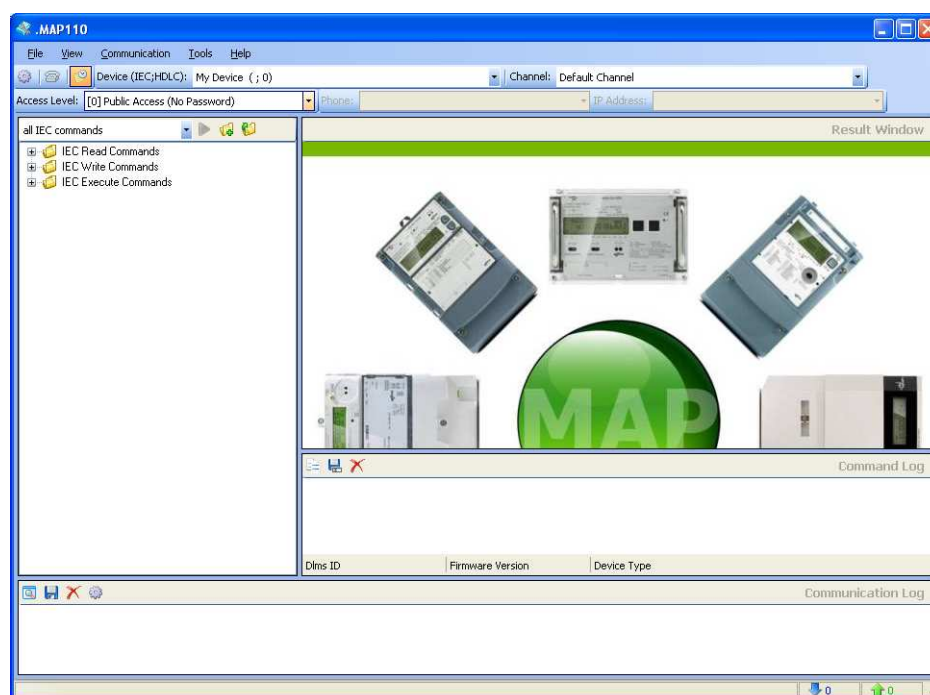 .MAP110
File View Communication Tools Help
Device (IEC;HDLC): My Device ( ; 0) Channel: Default Channel
Access Level: [0] Public Access (No Password) Phone: IP Address:
all IEC commands
Result Window
IEC Read Commands
IEC Write Commands
IEC Execute Commands
MAP
Command Log
Dlms ID Firmware Version Device Type
Communication Log
0 0